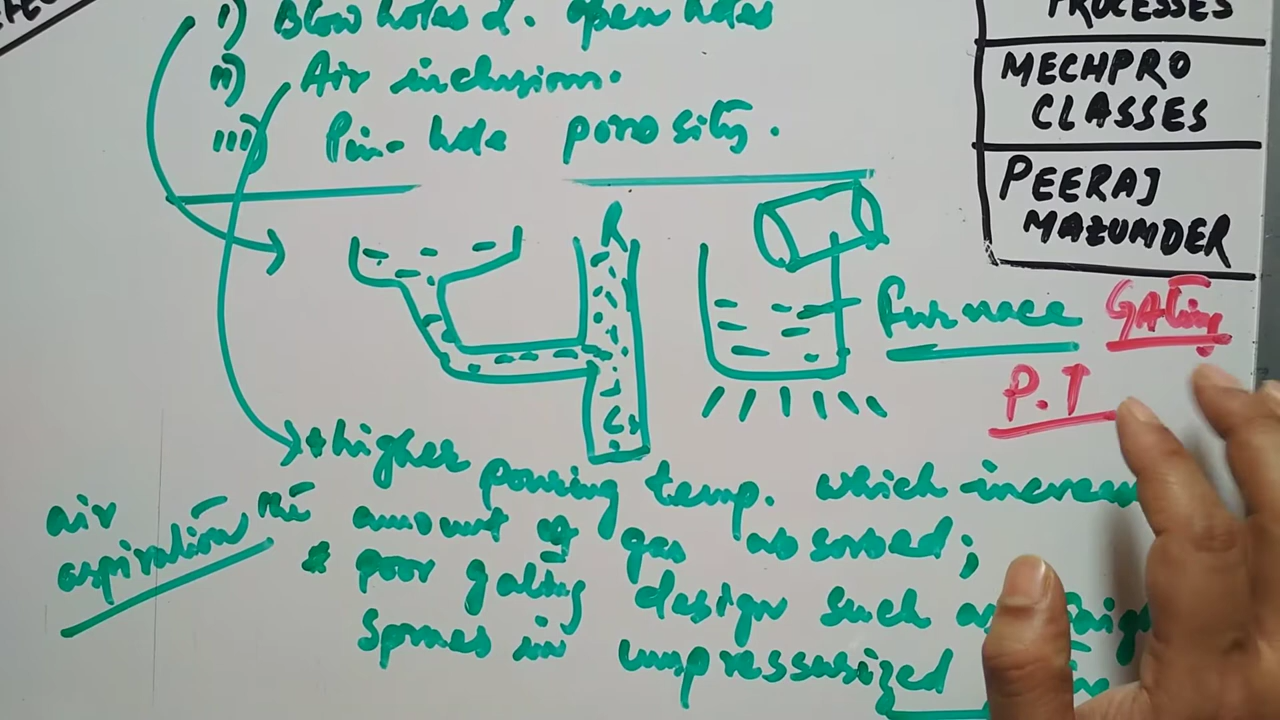 i) Blow holes &. open holes
ii) Air inclusion.
iii) Pin-hole porosity.
PROCESSES
MECHPRO
CLASSES
PEERAJ
MAZUMDER
R
Furnace
Gating
P.T
*higher pouring temp. which increas
the amount of gas absorbed;
* poor gating design such as
sprues in unpressurized
air
aspiration